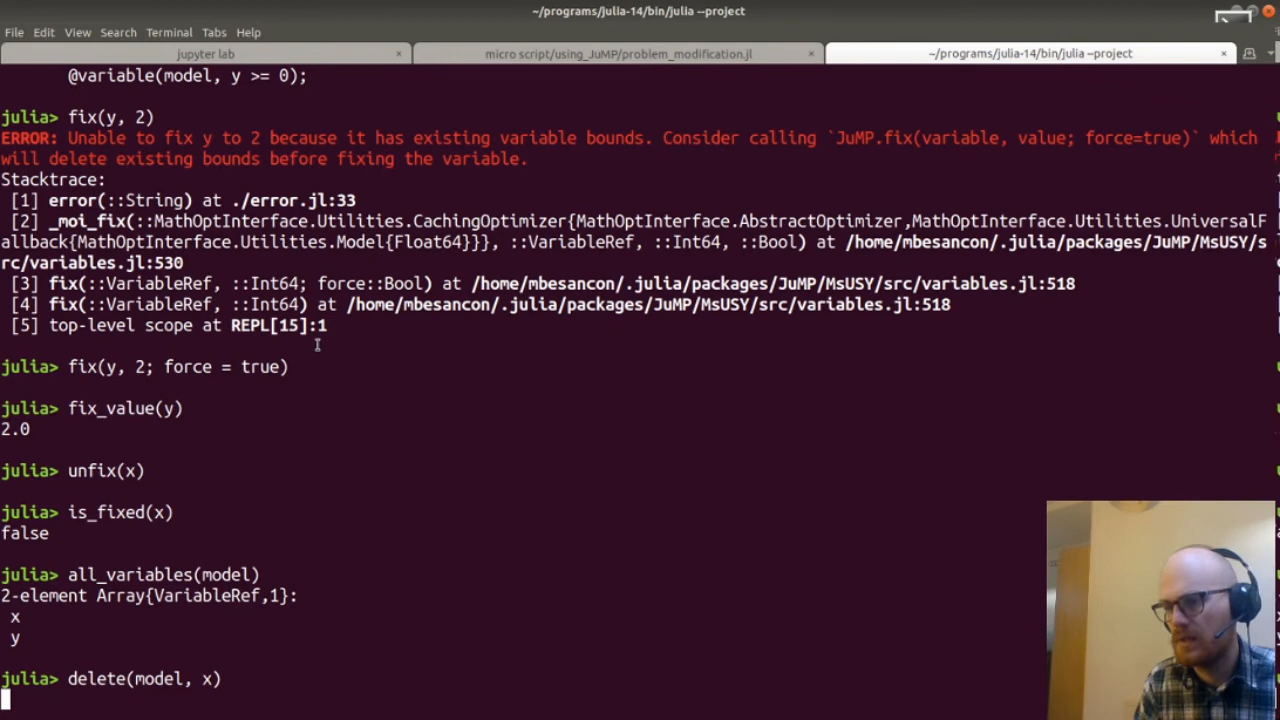 ~/programs/julia-14/bin/julia --project
File Edit View Search Terminal Tabs Help
jupyter lab × micro script/using_JuMP/problem_modification.jl × ~/programs/julia-14/bin/julia --project ×
@variable(model, y >= 0);
julia> fix(y, 2)
ERROR: Unable to fix y to 2 because it has existing variable bounds. Consider calling `JuMP.fix(variable, value; force=true)` which
will delete existing bounds before fixing the variable.
Stacktrace:
[1] error(::String) at ./error.jl:33
[2] _moi_fix(::MathOptInterface.Utilities.CachingOptimizer{MathOptInterface.AbstractOptimizer,MathOptInterface.Utilities.UniversalF
allback{MathOptInterface.Utilities.Model{Float64}}}, ::VariableRef, ::Int64, ::Bool) at /home/mbesancon/.julia/packages/JuMP/MsUSY/s
rc/variables.jl:530
[3] fix(::VariableRef, ::Int64; force::Bool) at /home/mbesancon/.julia/packages/JuMP/MsUSY/src/variables.jl:518
[4] fix(::VariableRef, ::Int64) at /home/mbesancon/.julia/packages/JuMP/MsUSY/src/variables.jl:518
[5] top-level scope at REPL[15]:1
julia> fix(y, 2; force = true)
julia> fix_value(y)
2.0
julia> unfix(x)
julia> is_fixed(x)
false
julia> all_variables(model)
2-element Array{VariableRef,1}:
x
y
julia> delete(model, x)